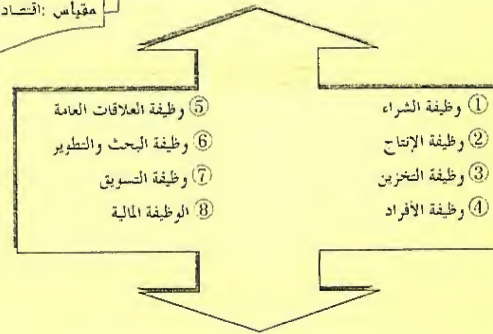 مقياس :اقتصاد
① وظيفة الشراء
② وظيفة الإنتاج
③ وظيفة التخزين
④ وظيفة الأفراد
⑤ وظيفة العلاقات العامة
⑥ وظيفة البحث والتطوير
⑦ وظيفة التسويق
⑧ الوظيفة المالية